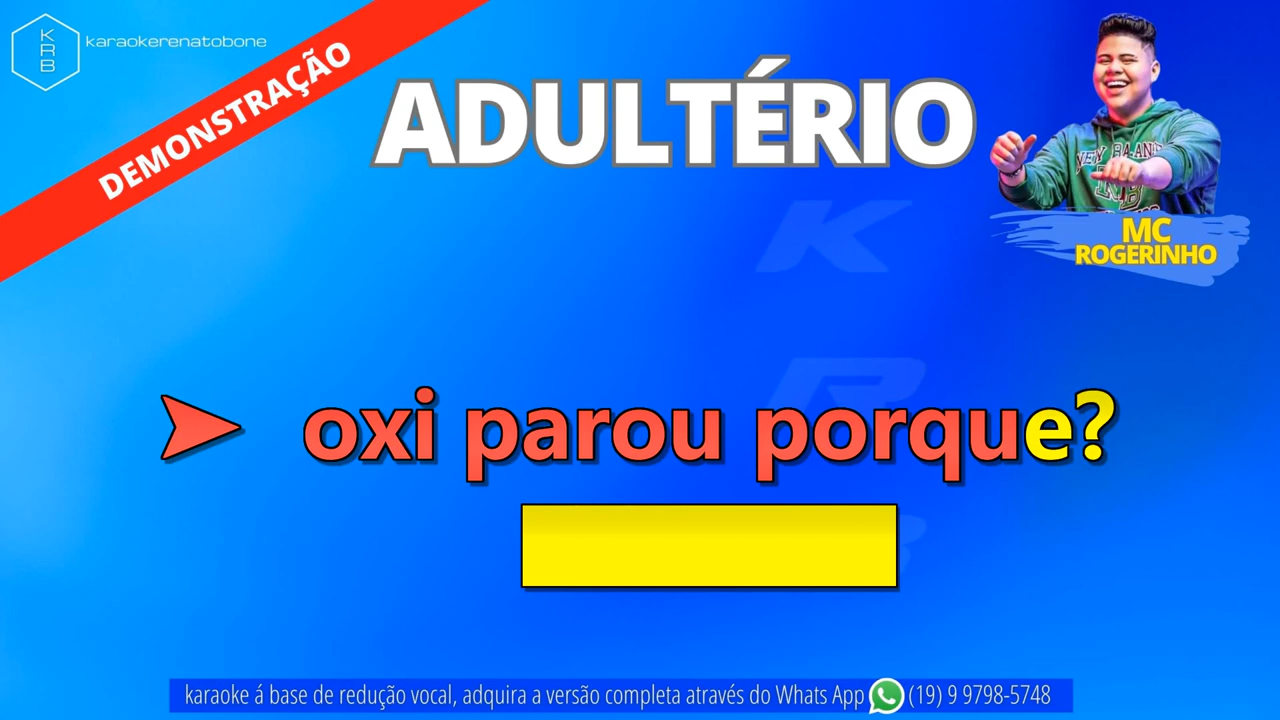 KRB
karaokerenatobone
DEMONSTRAÇÃO
ADULTÉRIO
MC
ROGERINHO
K
R
➤ oxi parou porque?
karaoke á base de redução vocal, adquira a versão completa através do Whats App (19) 9 9798-5748